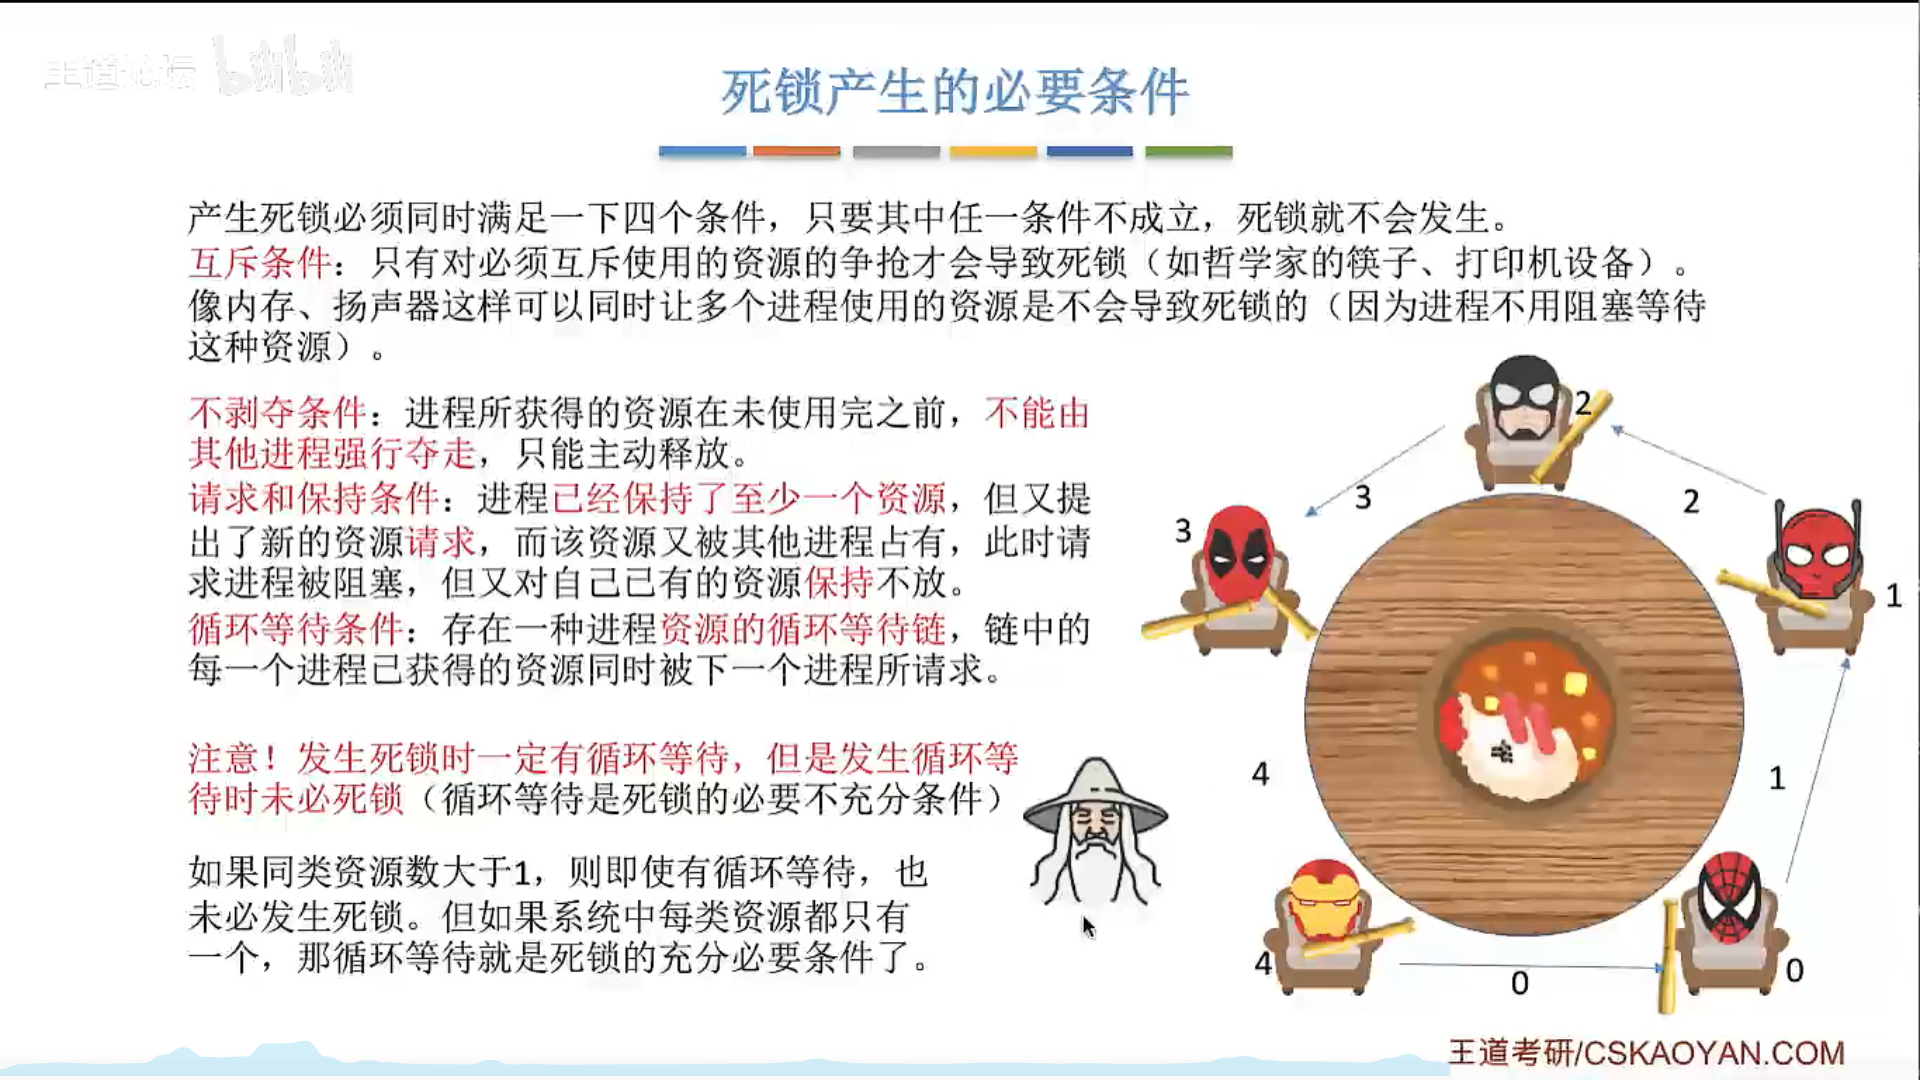 王道论坛 bilibili
死锁产生的必要条件
产生死锁必须同时满足一下四个条件，只要其中任一条件不成立，死锁就不会发生。
互斥条件：只有对必须互斥使用的资源的争抢才会导致死锁（如哲学家的筷子、打印机设备）。
像内存、扬声器这样可以同时让多个进程使用的资源是不会导致死锁的（因为进程不用阻塞等待
这种资源）。
不剥夺条件：进程所获得的资源在未使用完之前，不能由
其他进程强行夺走，只能主动释放。
请求和保持条件：进程已经保持了至少一个资源，但又提
出了新的资源请求，而该资源又被其他进程占有，此时请
求进程被阻塞，但又对自己已有的资源保持不放。
循环等待条件：存在一种进程资源的循环等待链，链中的
每一个进程已获得的资源同时被下一个进程所请求。
注意！发生死锁时一定有循环等待，但是发生循环等
待时未必死锁（循环等待是死锁的必要不充分条件）
如果同类资源数大于1，则即使有循环等待，也
未必发生死锁。但如果系统中每类资源都只有
一个，那循环等待就是死锁的充分必要条件了。
2
3
2
3
1
4
1
4
0
0
王道考研/CSKAOYAN.COM